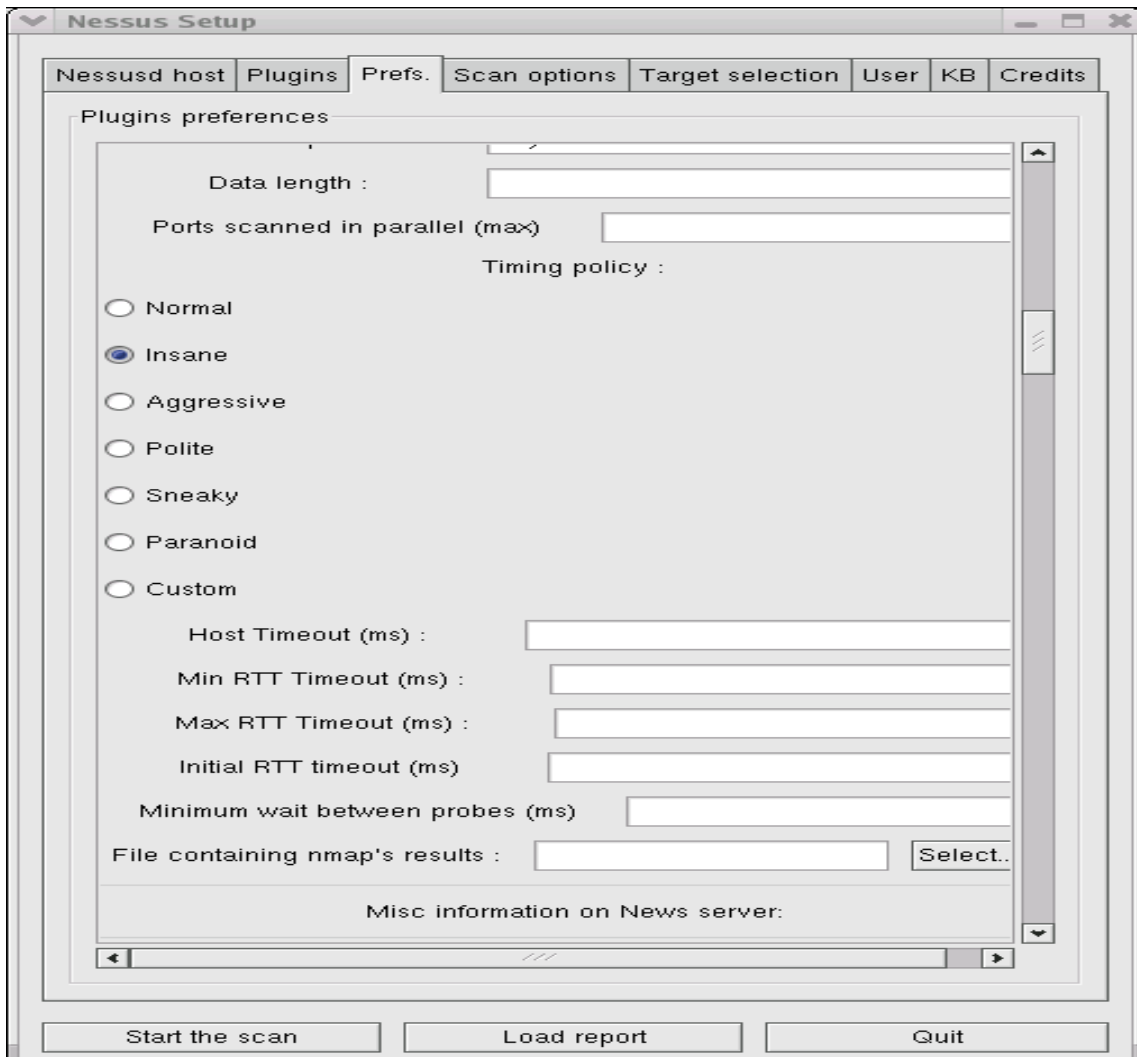 Nessus Setup
Nessusd host Plugins Prefs. Scan options Target selection User KB Credits
Plugins preferences
Data length :
Ports scanned in parallel (max)
Timing policy :
Normal
Insane
Aggressive
Polite
Sneaky
Paranoid
Custom
Host Timeout (ms) :
Min RTT Timeout (ms) :
Max RTT Timeout (ms) :
Initial RTT timeout (ms)
Minimum wait between probes (ms)
File containing nmap's results : Select..
Misc information on News server:
Start the scan Load report Quit